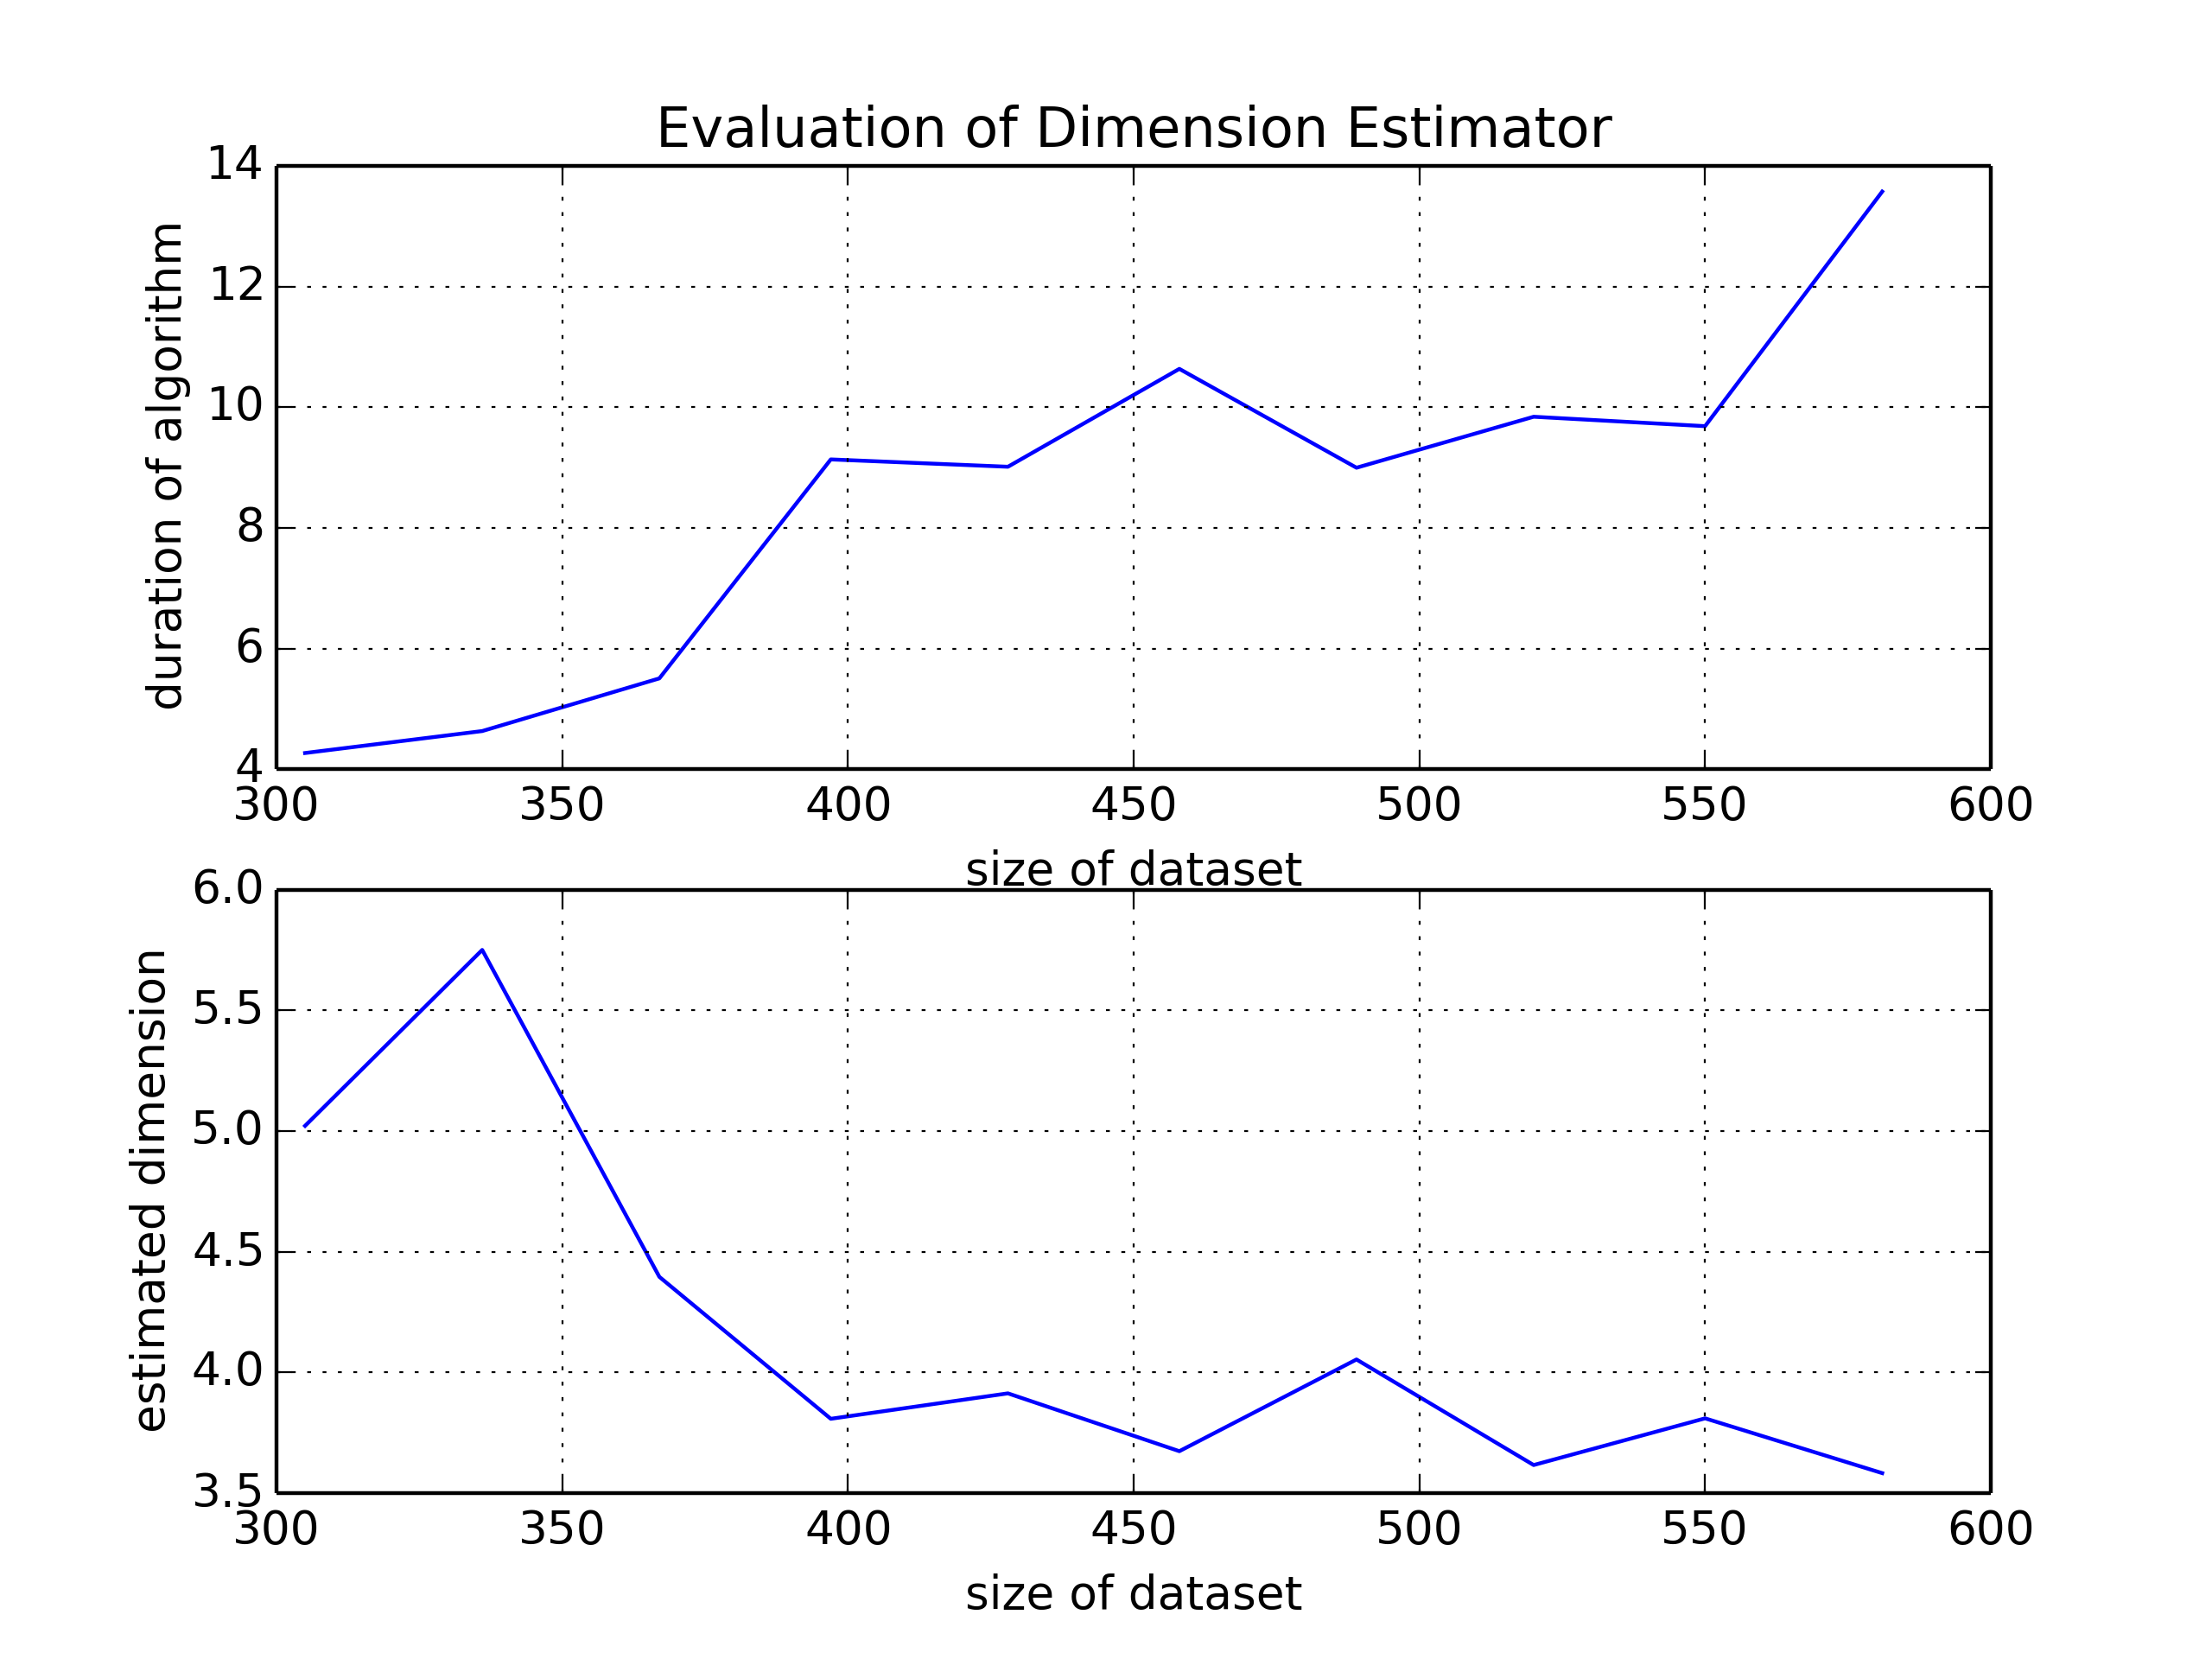 Evaluation of Dimension Estimator
14
12
10
8
6
4
duration of algorithm
300 350 400 450 500 550 600
size of dataset
6.0
5.5
5.0
4.5
4.0
3.5
estimated dimension
300 350 400 450 500 550 600
size of dataset